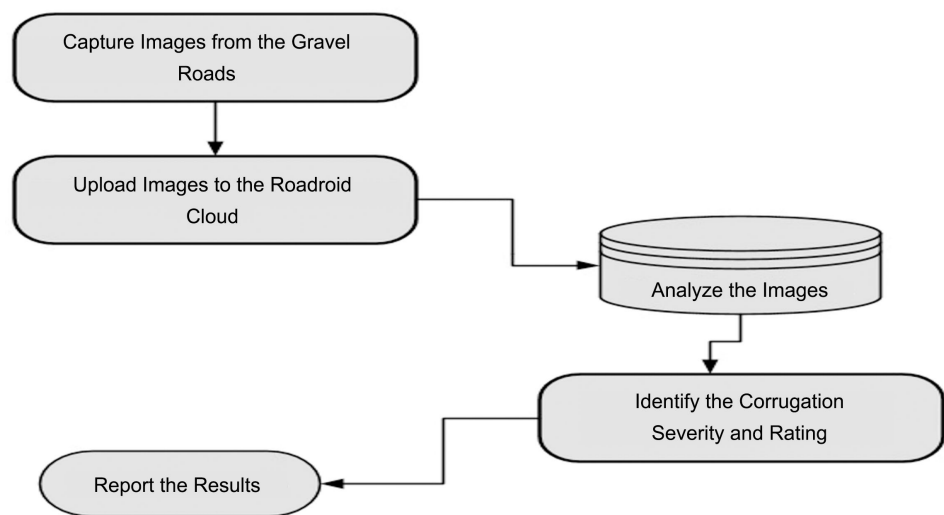 Capture Images from the Gravel
Roads
Upload Images to the Roadroid
Cloud
Analyze the Images
Identify the Corrugation
Severity and Rating
Report the Results